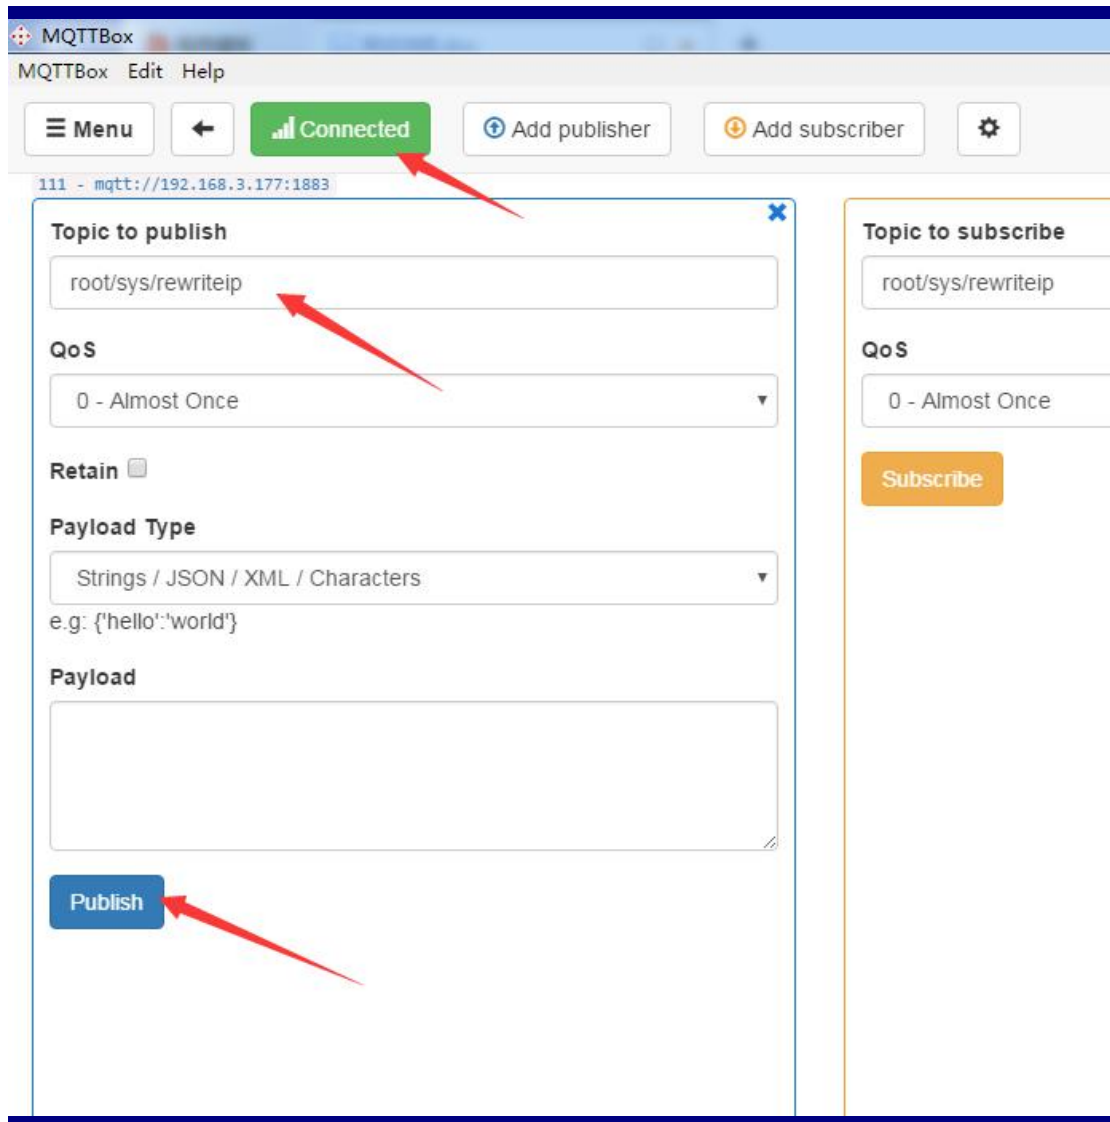 MQTTBox
MQTTBox Edit Help
Menu Connected Add publisher Add subscriber
111 - mqtt://192.168.3.177:1883
Topic to publish
root/sys/rewriteip
QoS
0 - Almost Once
Retain
Payload Type
Strings / JSON / XML / Characters
e.g: {'hello':'world'}
Payload
Publish
Topic to subscribe
root/sys/rewriteip
QoS
0 - Almost Once
Subscribe